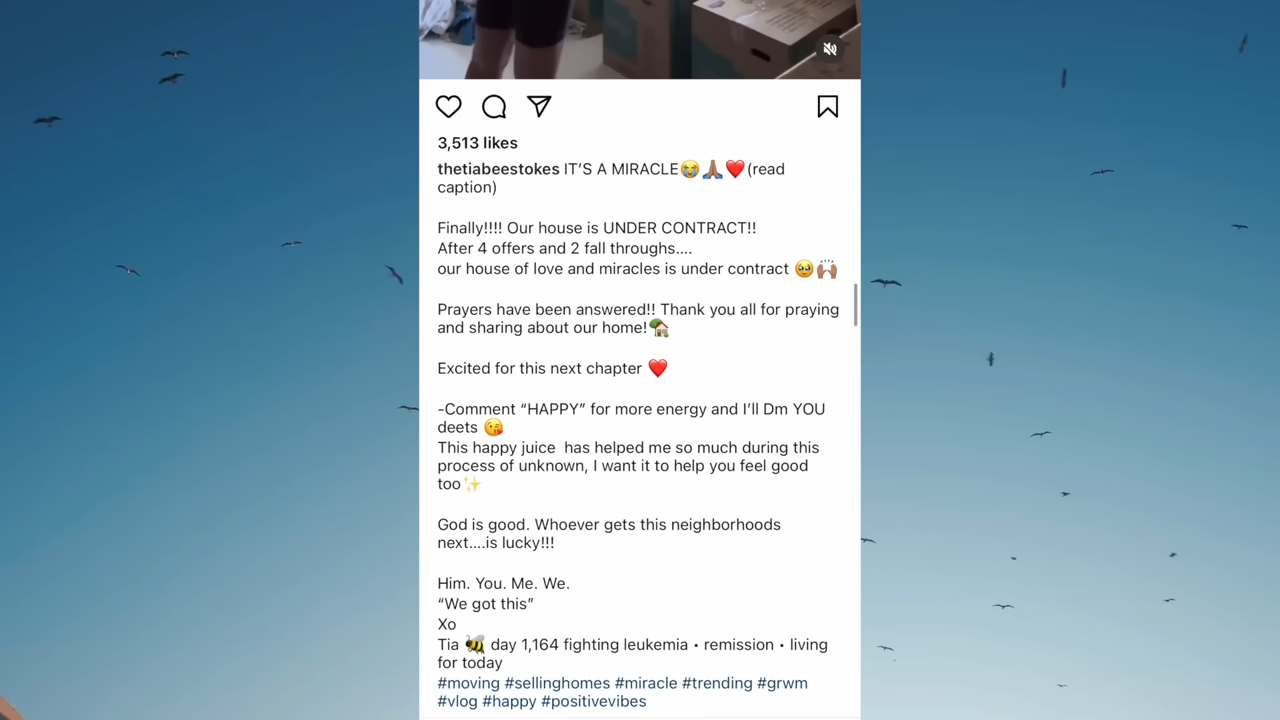 3,513 likes
thetiabeestokes IT'S A MIRACLE😭🙏🏽❤️(read
caption)
Finally!!!! Our house is UNDER CONTRACT!!
After 4 offers and 2 fall throughs....
our house of love and miracles is under contract 🥹🙌🏽
Prayers have been answered!! Thank you all for praying
and sharing about our home!🏡
Excited for this next chapter ❤️
-Comment “HAPPY” for more energy and I'll Dm YOU
deets 😘
This happy juice  has helped me so much during this
process of unknown, I want it to help you feel good
too✨
God is good. Whoever gets this neighborhoods
next....is lucky!!!
Him. You. Me. We.
“We got this”
Xo
Tia 🐝 day 1,164 fighting leukemia • remission • living
for today
#moving #sellinghomes #miracle #trending #grwm
#vlog #happy #positivevibes